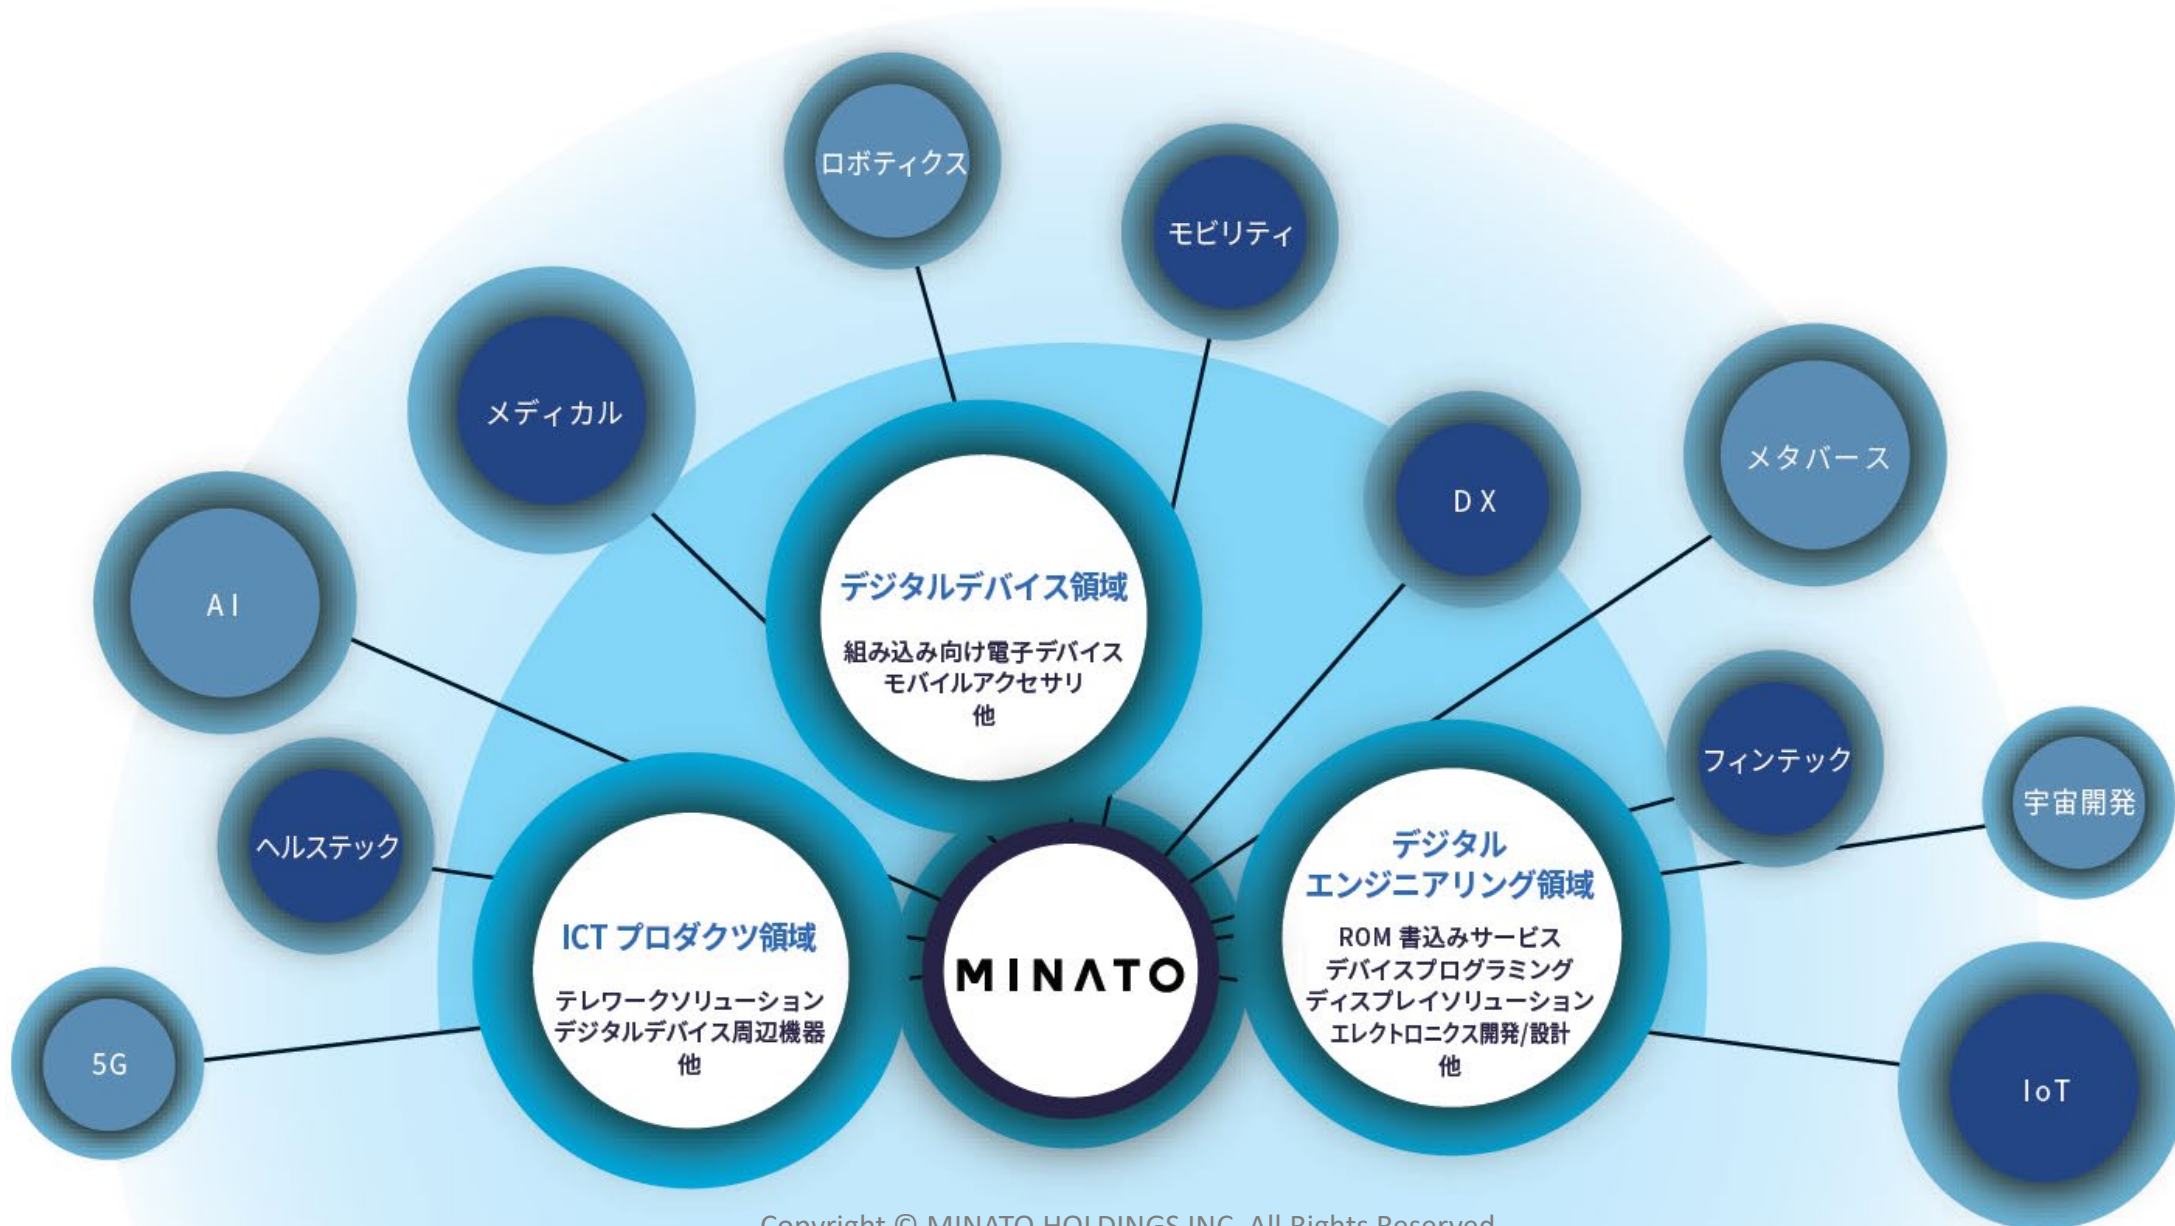 ロボティクス
モビリティ
メディカル
メタバース
DX
AI
デジタルデバイス領域
組み込み向け電子デバイス
モバイルアクセサリ
他
フィンテック
宇宙開発
ヘルステック
デジタル
エンジニアリング領域
ROM 書込みサービス
デバイスプログラミング
ディスプレイソリューション
エレクトロニクス開発/設計
他
ICT プロダクツ領域
テレワークソリューション
デジタルデバイス周辺機器
他
MINATO
5G
IoT
Copyright © MINATO HOLDINGS INC. All Rights Reserved